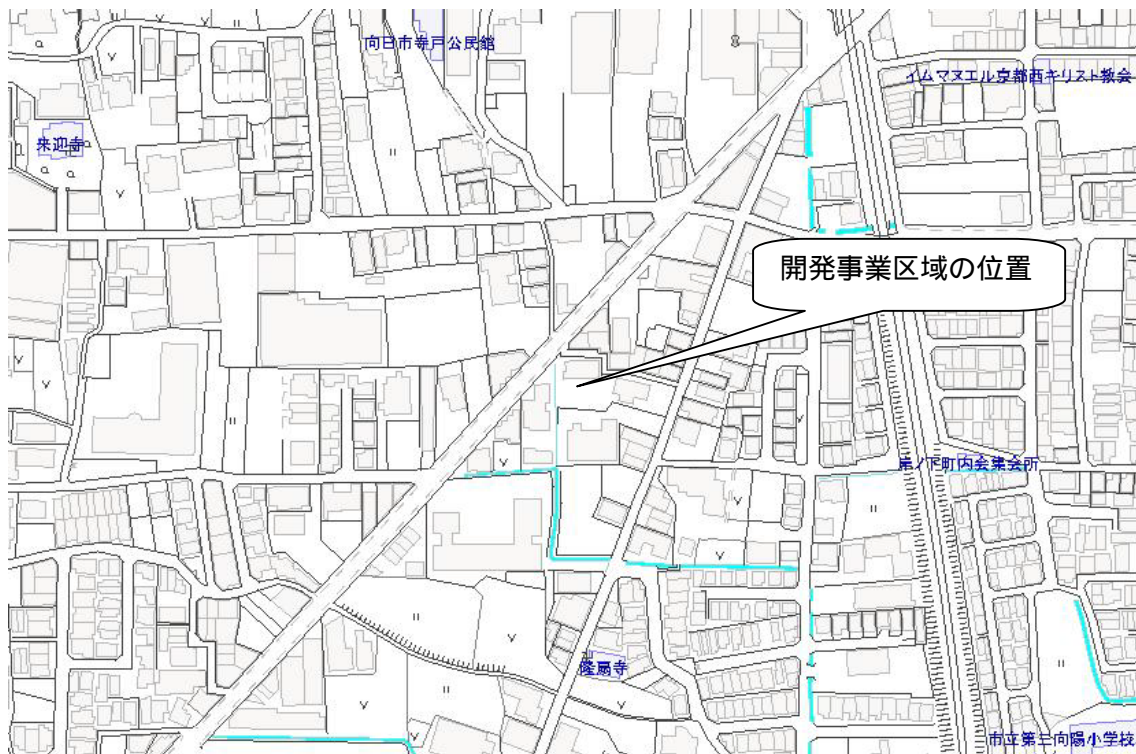 向日市寺戸公民館
イムマヌエル京都西キリスト教会
来迎寺
開発事業区域の位置
岸ノ下町内会集会所
隆扇寺
市立第三向陽小学校